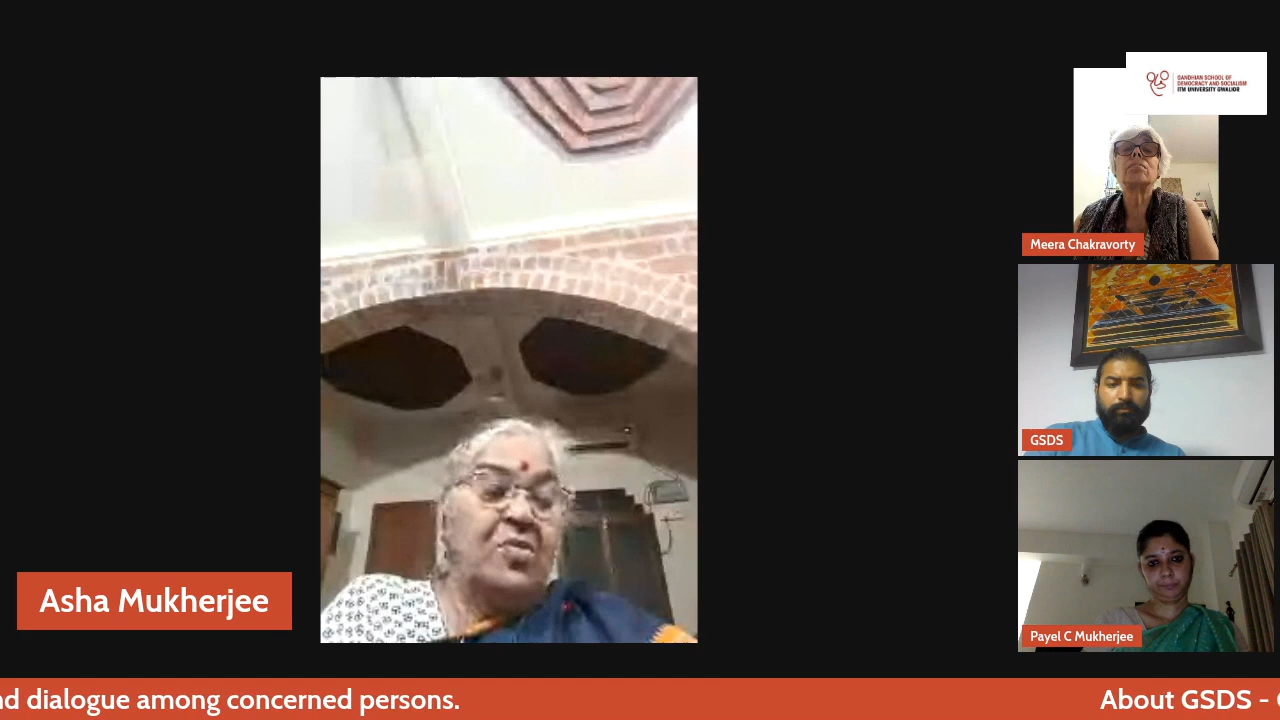 GANDHIAN SCHOOL OF
DEMOCRACY AND SOCIALISM
ITM UNIVERSITY GWALIOR
Meera Chakravorty
GSDS
Payel C Mukherjee
Asha Mukherjee
nd dialogue among concerned persons.
About GSDS -